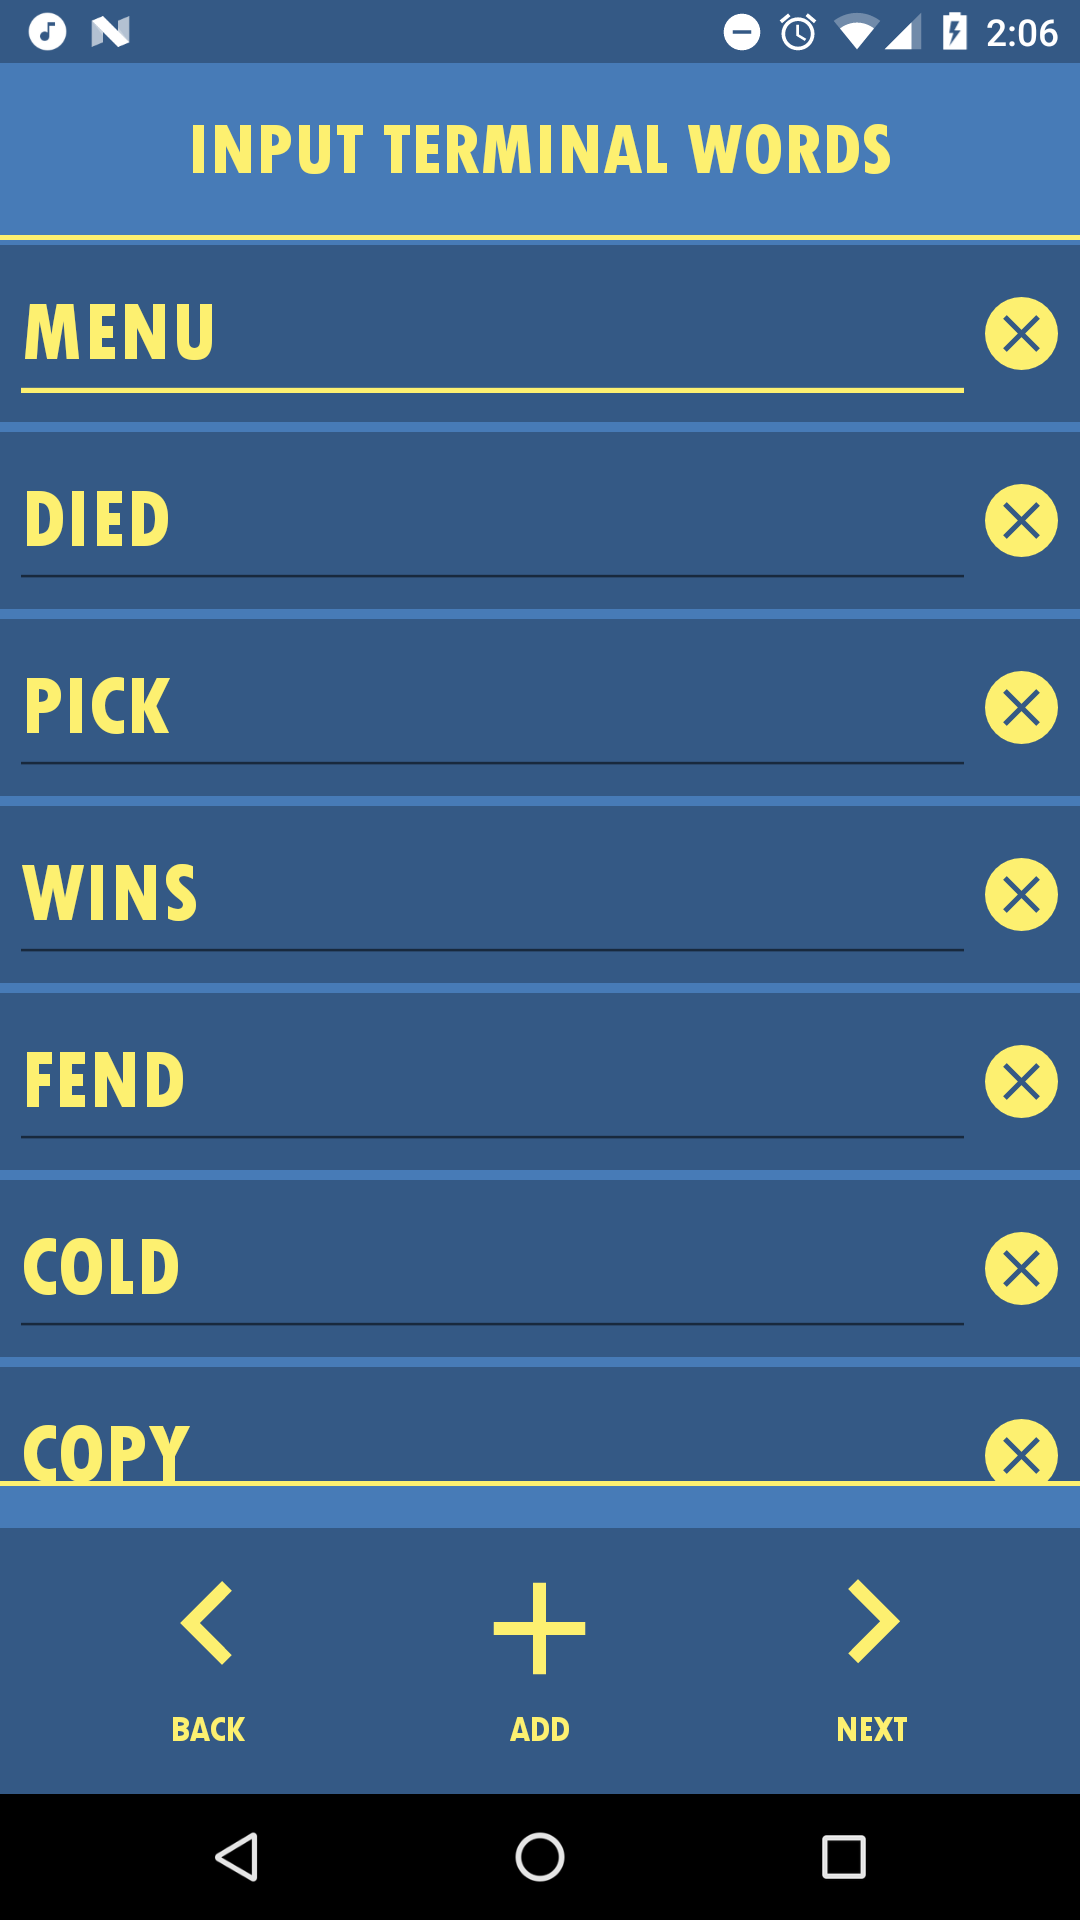 2:06
INPUT TERMINAL WORDS
MENU
DIED
PICK
WINS
FEND
COLD
COPY
BACK
ADD
NEXT